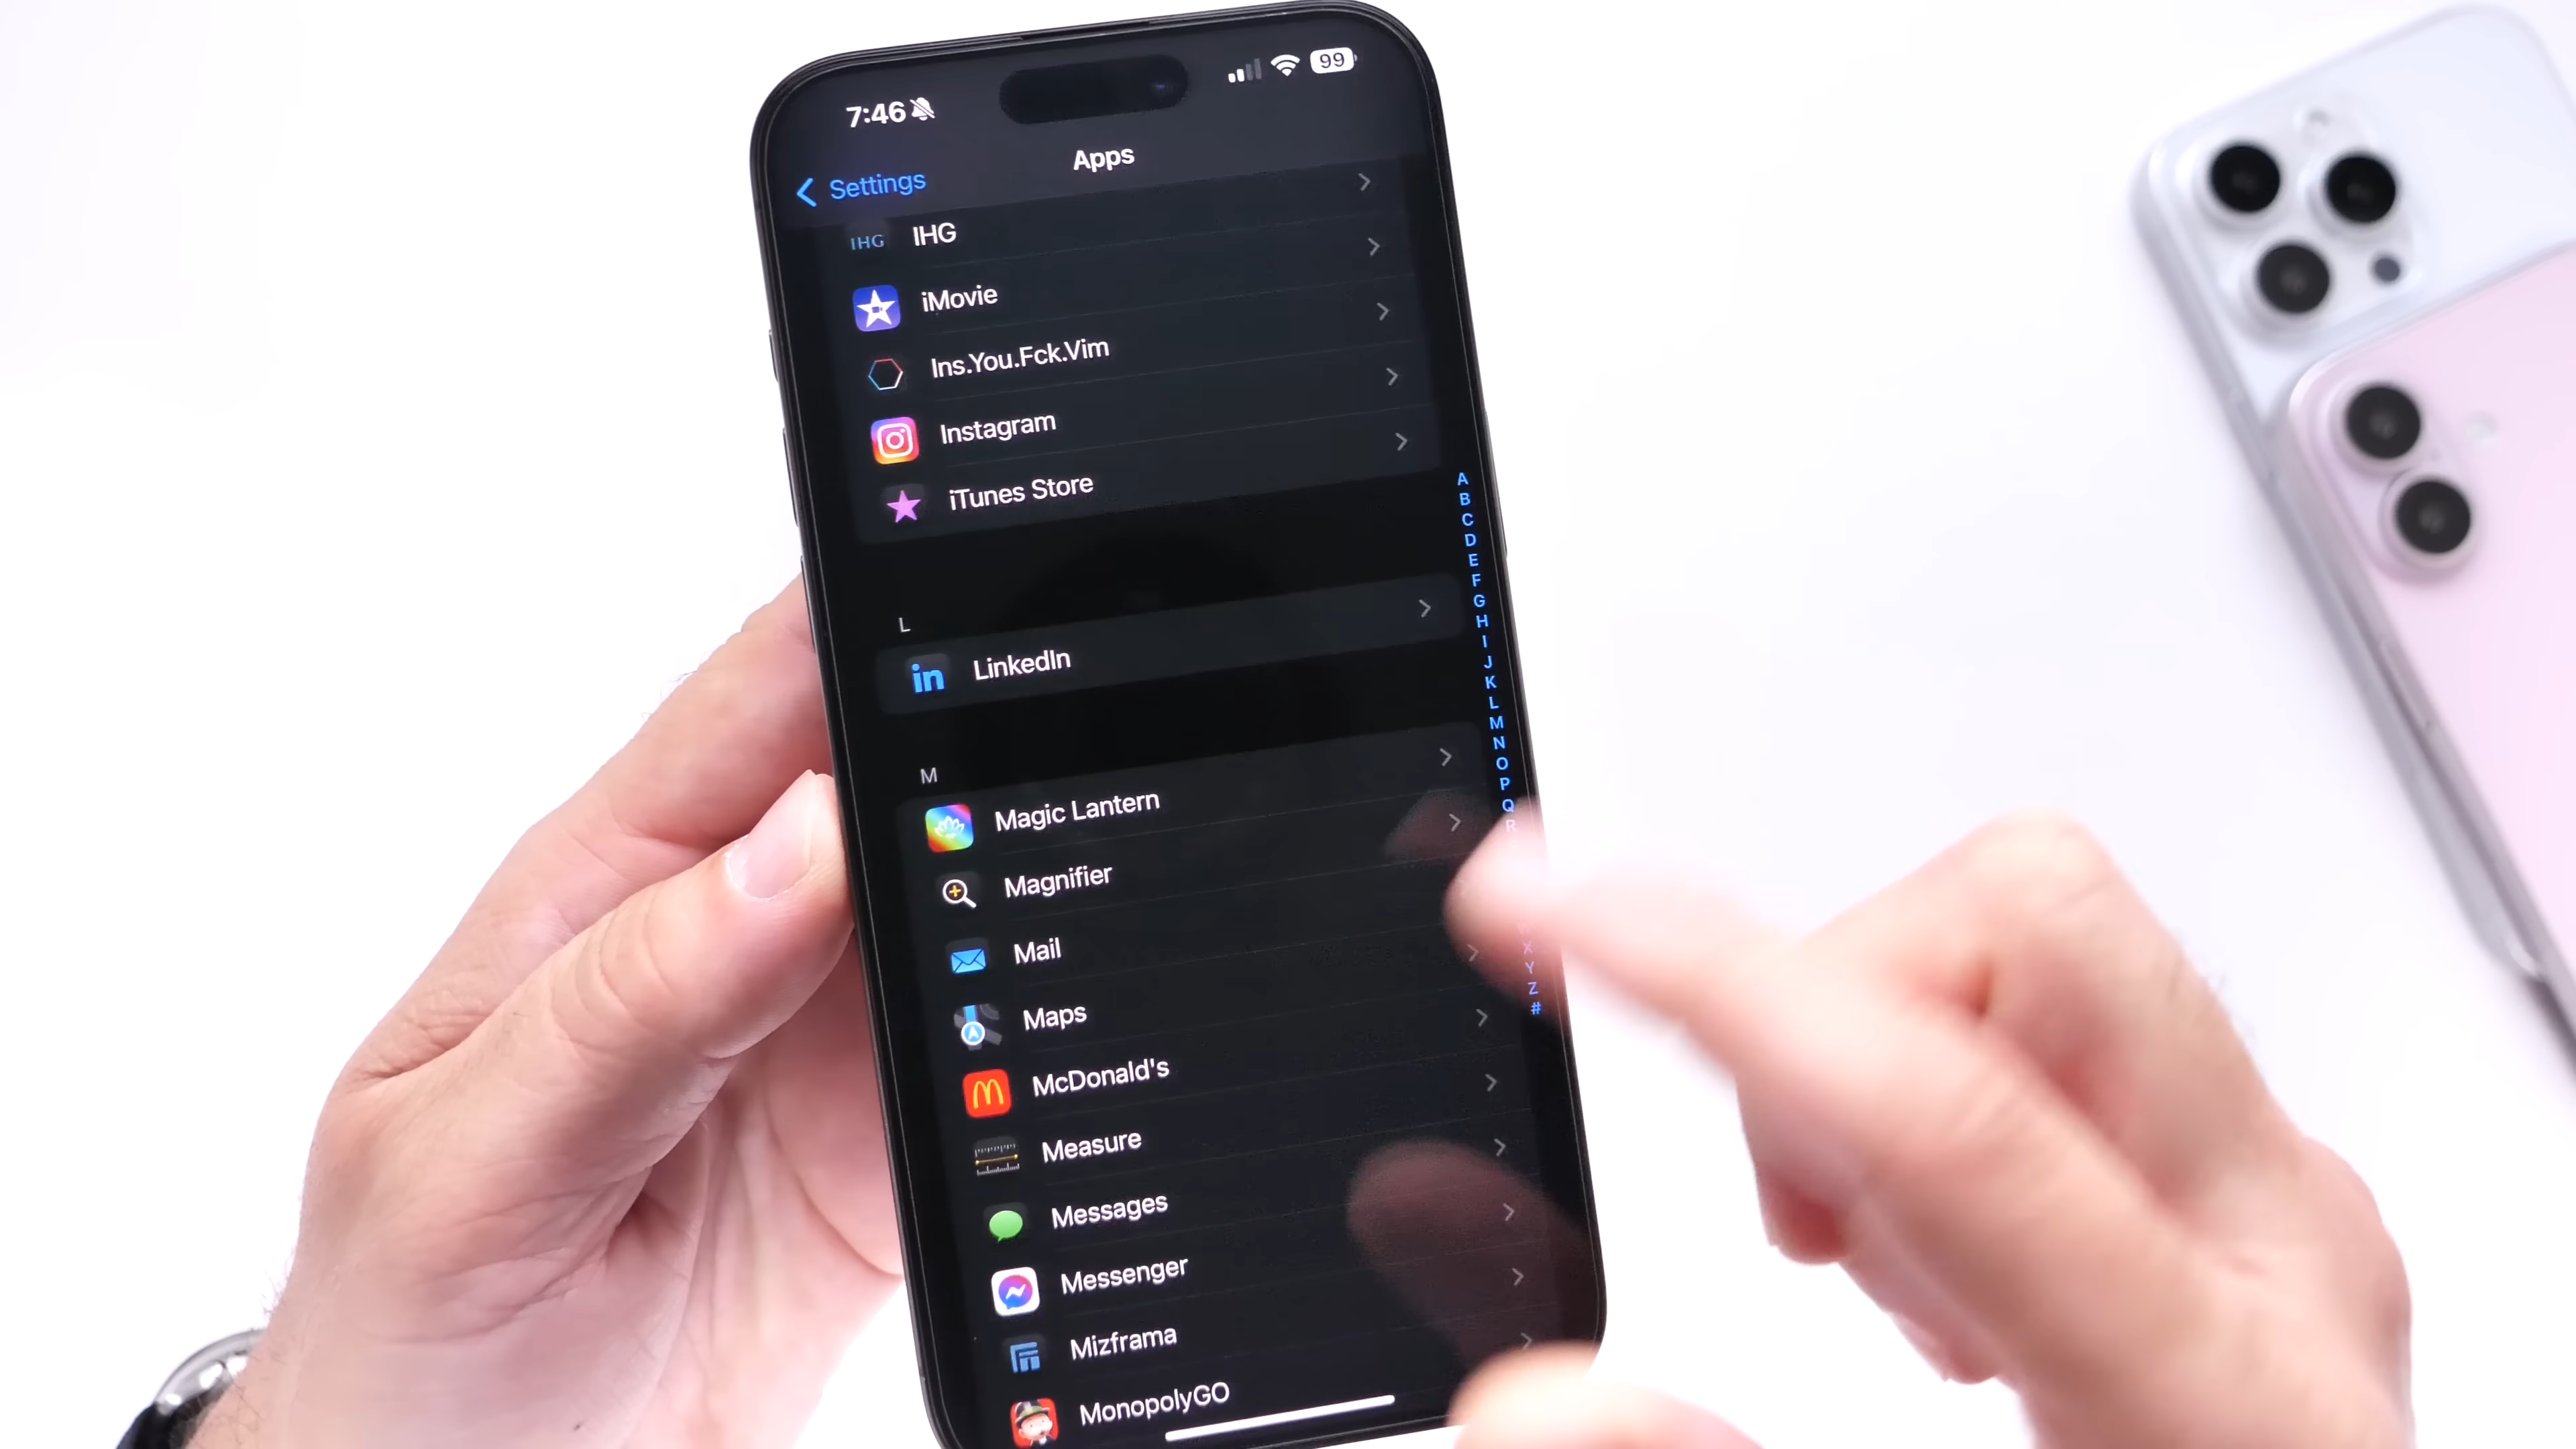 7:46
99
Apps
Settings
IHG IHG
iMovie
Ins.You.Fck.Vim
Instagram
iTunes Store
L
in LinkedIn
M
Magic Lantern
Magnifier
Mail
Maps
McDonald's
Measure
Messages
Messenger
Mizframa
MonopolyGO
A
B
C
D
E
F
G
H
I
J
K
L
M
N
O
P
Q
R
X
Y
Z
#